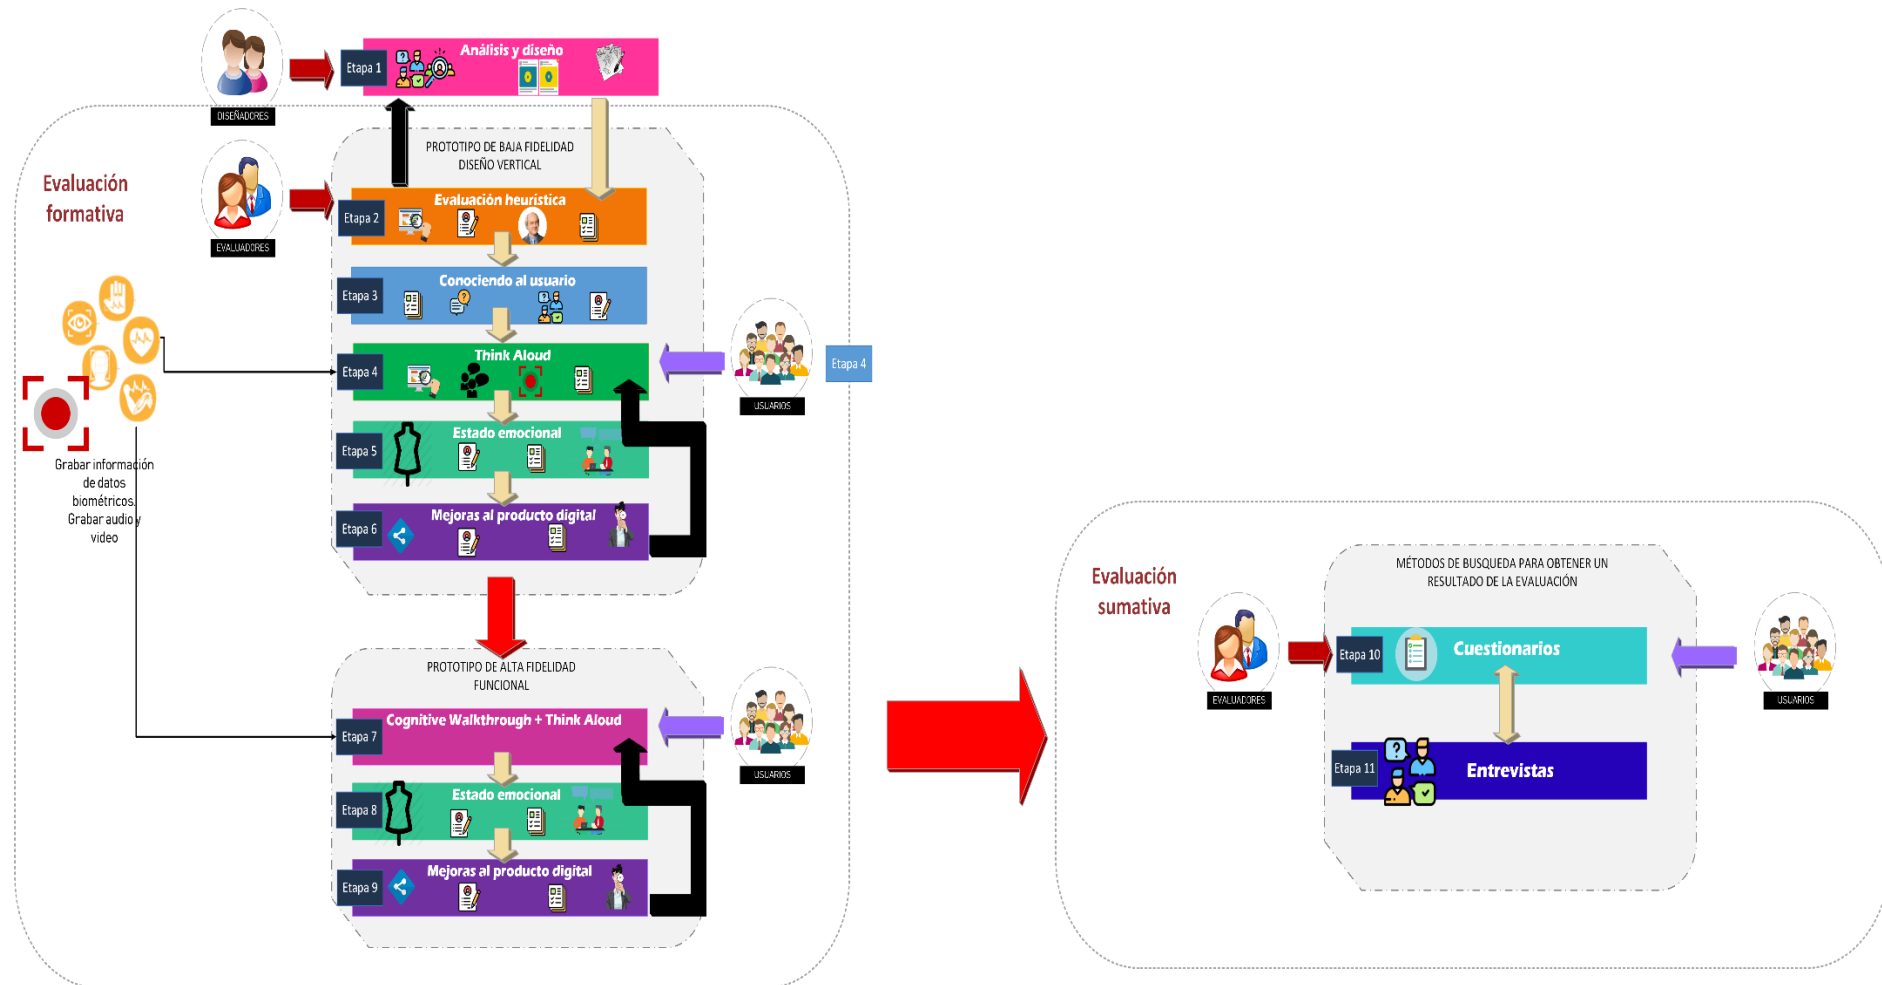 Etapa 1
Análisis y diseño
DISEÑADORES
Evaluación
formativa
EVALUADORES
PROTOTIPO DE BAJA FIDELIDAD
DISEÑO VERTICAL
Etapa 2
Evaluación heurística
Etapa 3
Conociendo al usuario
Etapa 4
Think Aloud
USUARIOS
Etapa 4
Etapa 5
Estado emocional
Etapa 6
Mejoras al producto digital
Grabar información
de datos
biométricos.
Grabar audio y
video
PROTOTIPO DE ALTA FIDELIDAD
FUNCIONAL
Etapa 7
Cognitive Walkthrough + Think Aloud
USUARIOS
Etapa 8
Estado emocional
Etapa 9
Mejoras al producto digital
Evaluación
sumativa
EVALUADORES
MÉTODOS DE BUSQUEDA PARA OBTENER UN
RESULTADO DE LA EVALUACIÓN
Etapa 10
Cuestionarios
USUARIOS
Etapa 11
Entrevistas